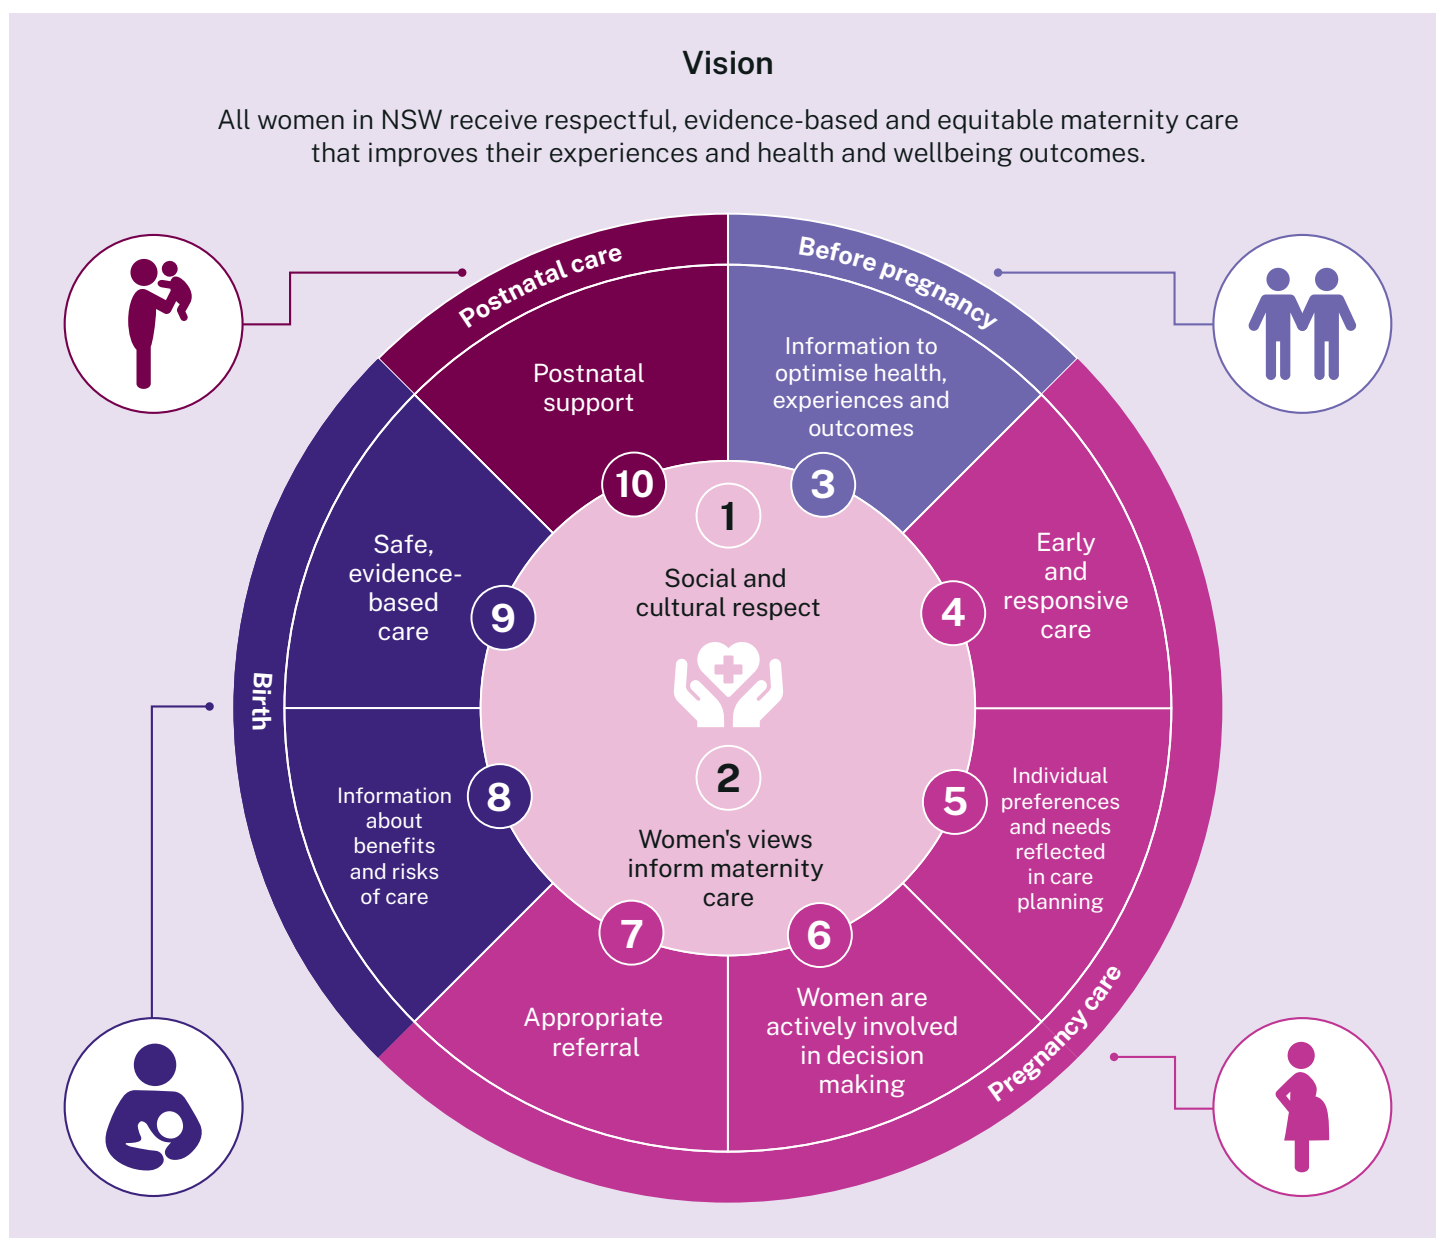 Vision
All women in NSW receive respectful, evidence-based and equitable maternity care
that improves their experiences and health and wellbeing outcomes.
1
Social and
cultural respect
2
Women's views
inform maternity
care
Before pregnancy
Information to
optimise health,
experiences and
outcomes
3
Pregnancy care
Early
and
responsive
care
4
Individual
preferences
and needs
reflected
in care
planning
5
Women are
actively involved
in decision
making
6
Appropriate
referral
7
Birth
Information
about
benefits
and risks
of care
8
Safe,
evidence-
based
care
9
Postnatal care
Postnatal
support
10